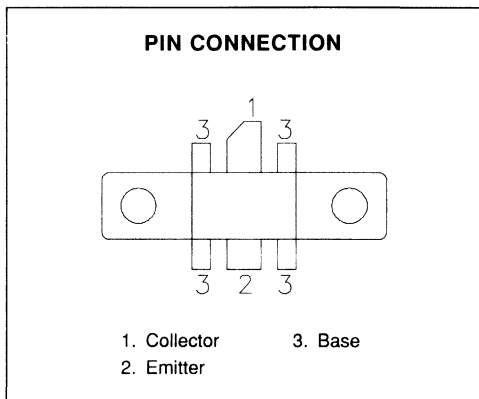 PIN CONNECTION
1
3 3
3 2 3
1. Collector 3. Base
2. Emitter